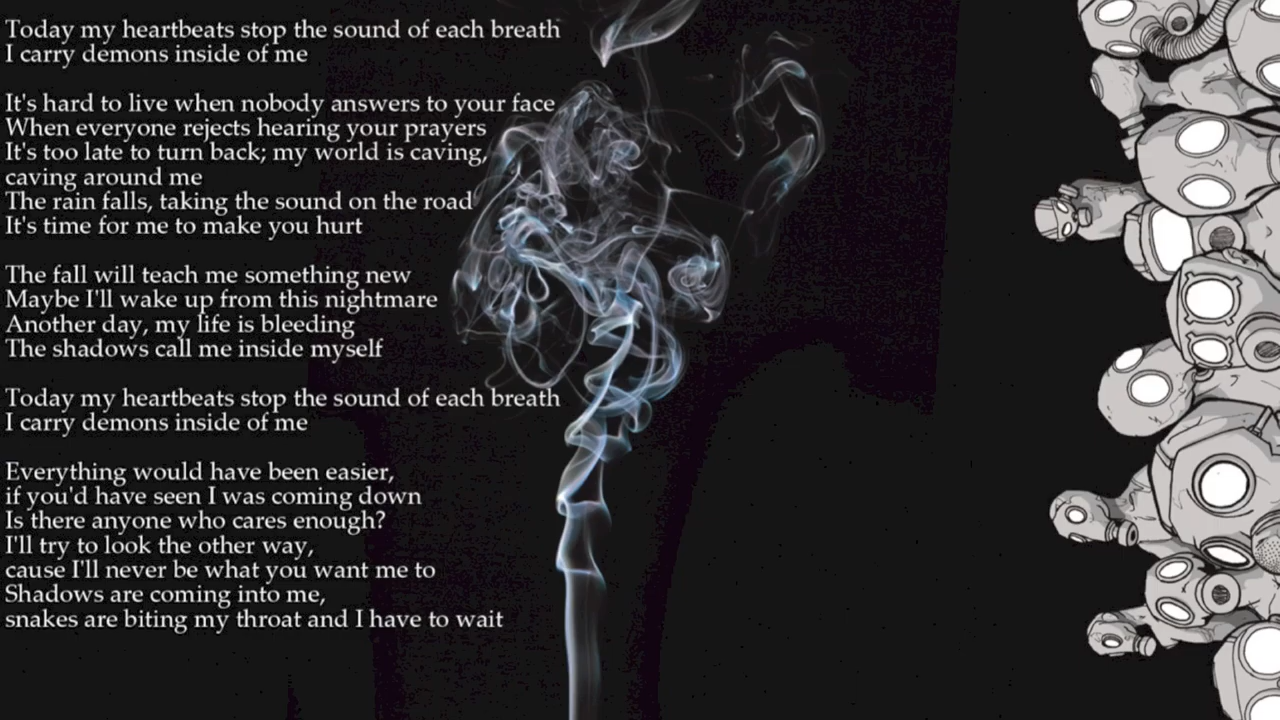 Today my heartbeats stop the sound of each breath
I carry demons inside of me
It's hard to live when nobody answers to your face
When everyone rejects hearing your prayers
It's too late to turn back; my world is caving,
caving around me
The rain falls, taking the sound on the road
It's time for me to make you hurt
The fall will teach me something new
Maybe I'll wake up from this nightmare
Another day, my life is bleeding
The shadows call me inside myself
Today my heartbeats stop the sound of each breath
I carry demons inside of me
Everything would have been easier,
if you'd have seen I was coming down
Is there anyone who cares enough?
I'll try to look the other way,
cause I'll never be what you want me to
Shadows are coming into me,
snakes are biting my throat and I have to wait